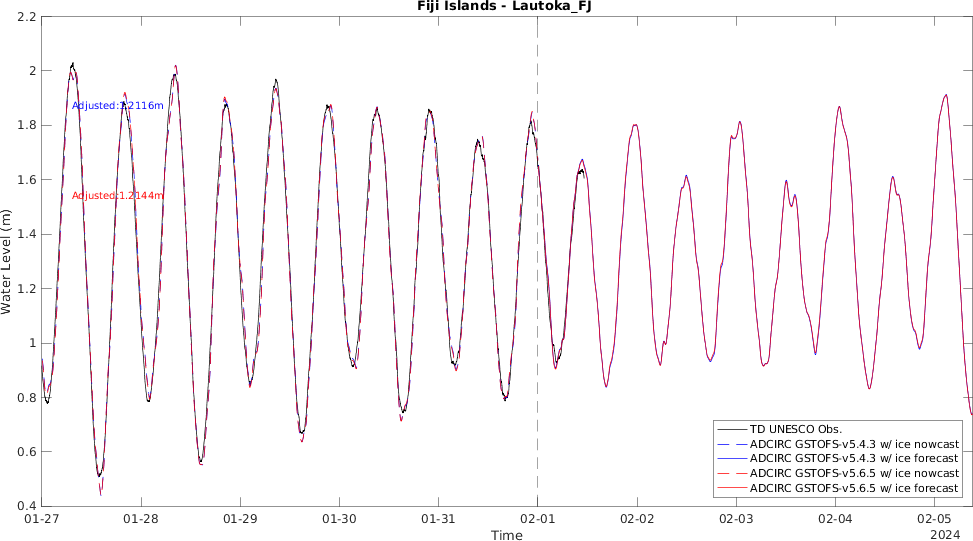 Fiji Islands - Lautoka_FJ
2.2
2
1.8
1.6
1.4
1.2
1
0.8
0.6
0.4
Water Level (m)
Adjusted:1.2116m
Adjusted:1.2144m
TD UNESCO Obs.
ADCIRC GSTOFS-v5.4.3 w/ ice nowcast
ADCIRC GSTOFS-v5.4.3 w/ ice forecast
ADCIRC GSTOFS-v5.6.5 w/ ice nowcast
ADCIRC GSTOFS-v5.6.5 w/ ice forecast
01-27 01-28 01-29 01-30 01-31 02-01 02-02 02-03 02-04 02-05
2024
Time